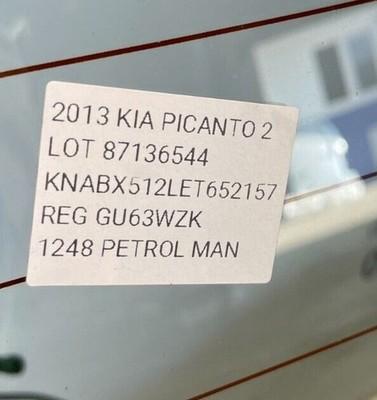 2013 KIA PICANTO 2
LOT 87136544
KNABX512LET652157
REG GU63WZK
1248 PETROL MAN